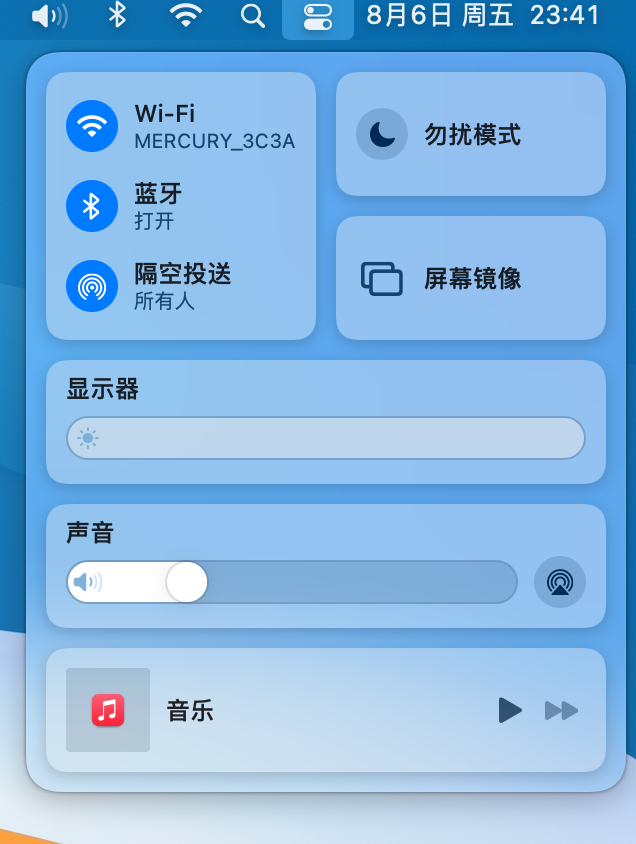 8月6日 周五 23:41
Wi-Fi
MERCURY_3C3A
蓝牙
打开
隔空投送
所有人
勿扰模式
屏幕镜像
显示器
声音
音乐